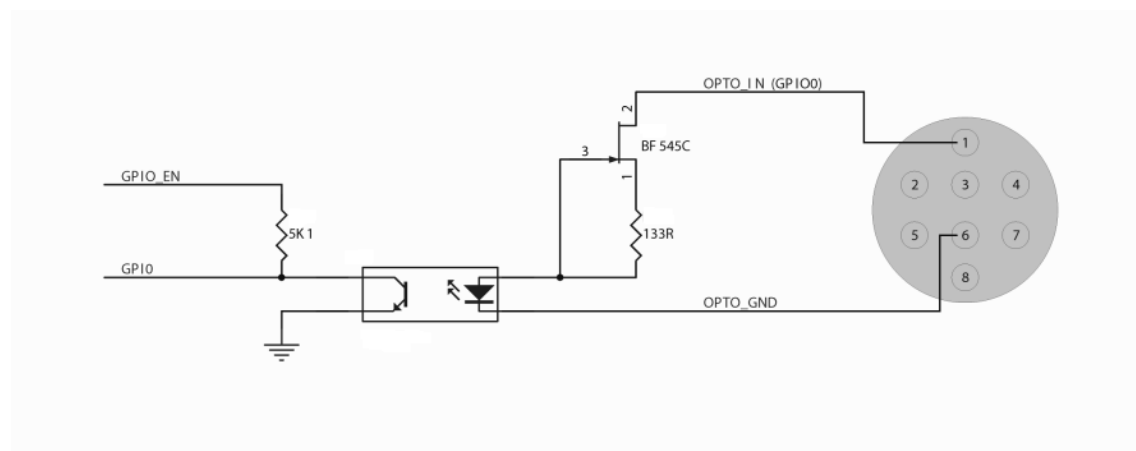 OPTO_IN (GPIO0)
2
BF 545C
3
1
GPIO_EN
5K1
133R
GPI0
OPTO_GND
1
2 3 4
5 6 7
8